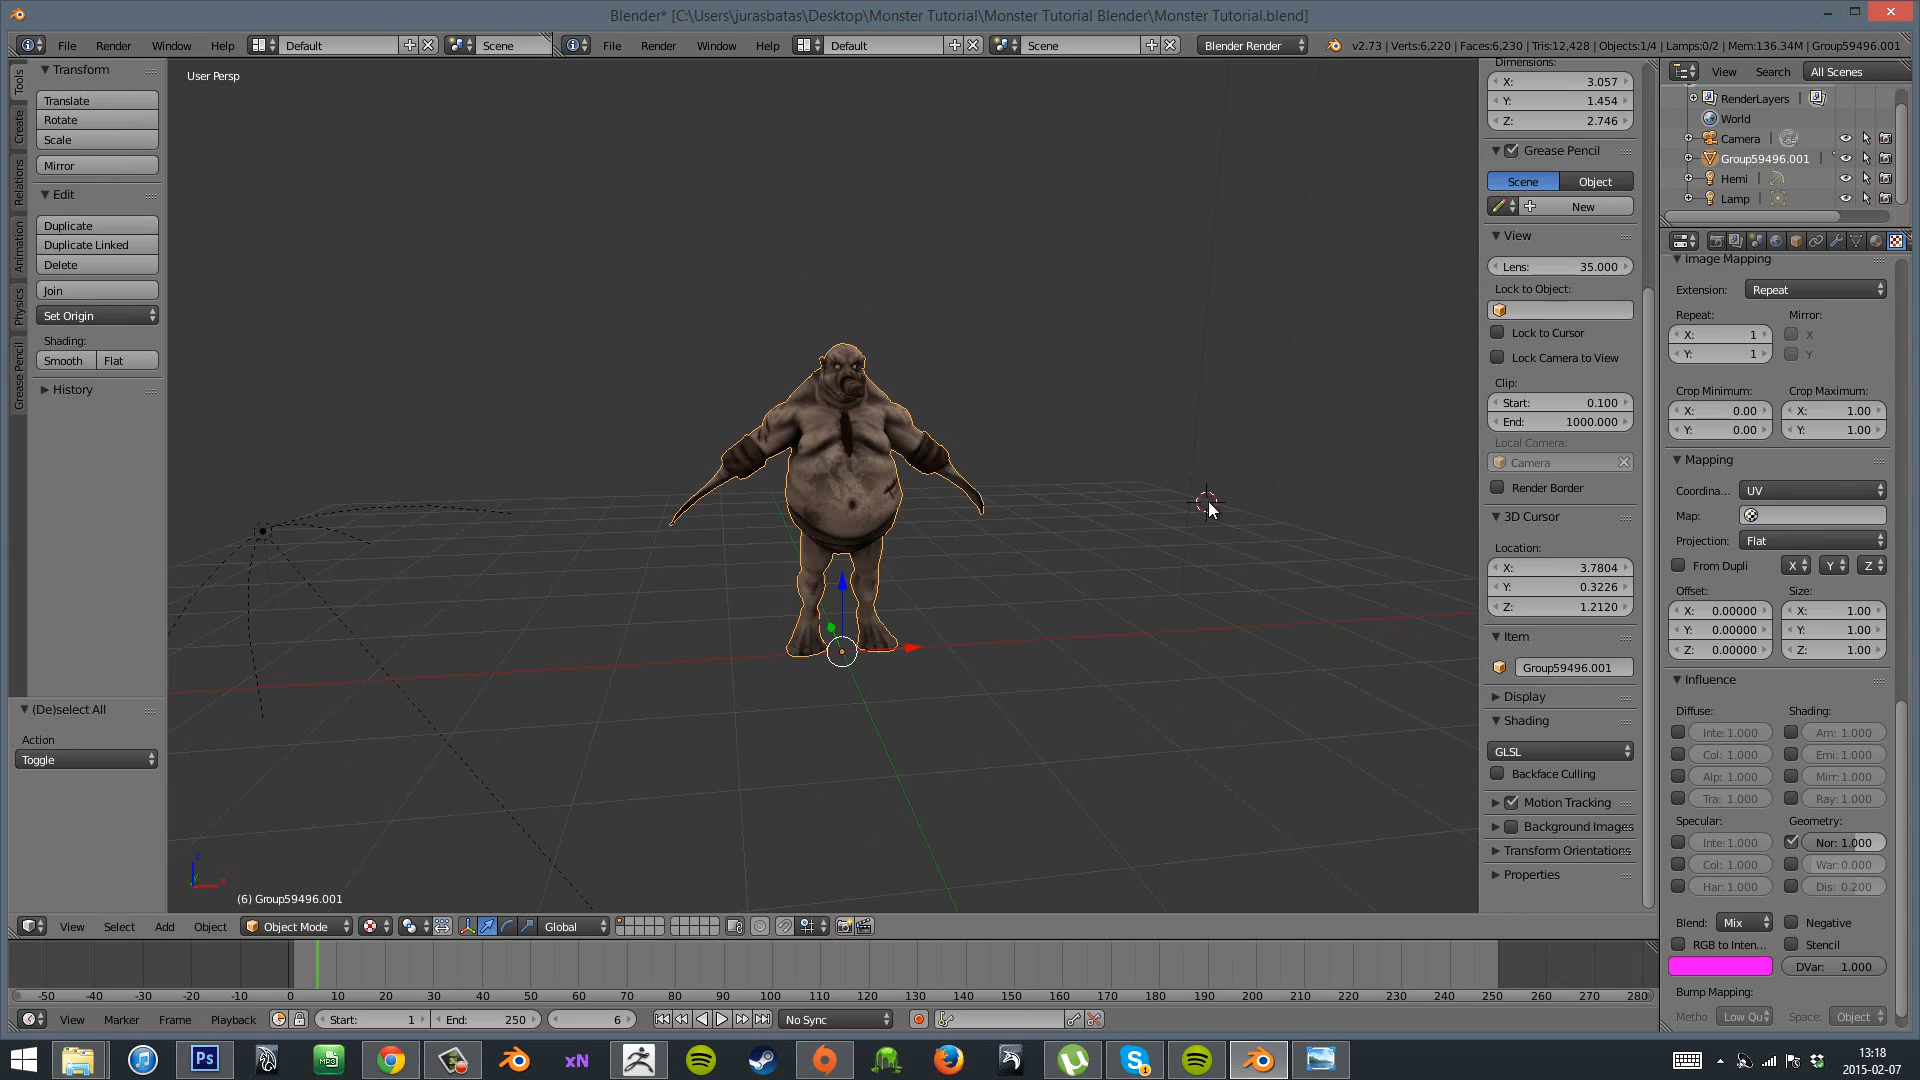 Blender* [C:\Users\jurasbatas\Desktop\Monster Tutorial\Monster Tutorial Blender\Monster Tutorial.blend]
File Render Window Help Default Scene File Render Window Help Default Scene Blender Render v2.73 | Verts:6,220 | Faces:6,230 | Tris:12,428 | Objects:1/4 | Lamps:0/2 | Mem:136.34M | Group59496.001
Tools
Create
Relations
Animation
Physics
Grease Pencil
Transform
Translate
Rotate
Scale
Mirror
Edit
Duplicate
Duplicate Linked
Delete
Join
Set Origin
Shading:
Smooth Flat
History
(De)select All
Action
Toggle
User Persp
(6) Group59496.001
Dimensions:
X: 3.057
Y: 1.454
Z: 2.746
Grease Pencil
Scene Object
New
View
Lens: 35.000
Lock to Object:
Lock to Cursor
Lock Camera to View
Clip:
Start: 0.100
End: 1000.000
Local Camera:
Camera
Render Border
3D Cursor
Location:
X: 3.7804
Y: 0.3226
Z: 1.2120
Item
Group59496.001
Display
Shading
GLSL
Backface Culling
Motion Tracking
Background Images
Transform Orientations
Properties
View Search All Scenes
RenderLayers
World
Camera
Group59496.001
Hemi
Lamp
Image Mapping
Extension: Repeat
Repeat: Mirror:
X: 1 X
Y: 1 Y
Crop Minimum: Crop Maximum:
X: 0.00 X: 1.00
Y: 0.00 Y: 1.00
Mapping
Coordina... UV
Map:
Projection: Flat
From Dupli X Y Z
Offset: Size:
X: 0.00000 X: 1.00
Y: 0.00000 Y: 1.00
Z: 0.00000 Z: 1.00
Influence
Diffuse: Shading:
Inte: 1.000 Am: 1.000
Col: 1.000 Emi: 1.000
Alp: 1.000 Mirr: 1.000
Tra: 1.000 Ray: 1.000
Specular: Geometry:
Inte: 1.000 Nor: 1.000
Col: 1.000 War: 0.000
Har: 1.000 Dis: 0.200
Blend: Mix Negative
RGB to Inten... Stencil
DVar: 1.000
Bump Mapping:
Metho Low Qu Space: Object
View Select Add Object Object Mode Global
-50 -40 -30 -20 -10 0 10 20 30 40 50 60 70 80 90 100 110 120 130 140 150 160 170 180 190 200 210 220 230 240 250 260 270 280
View Marker Frame Playback Start: 1 End: 250 6 No Sync
Ps MP3 xN
13:18
2015-02-07